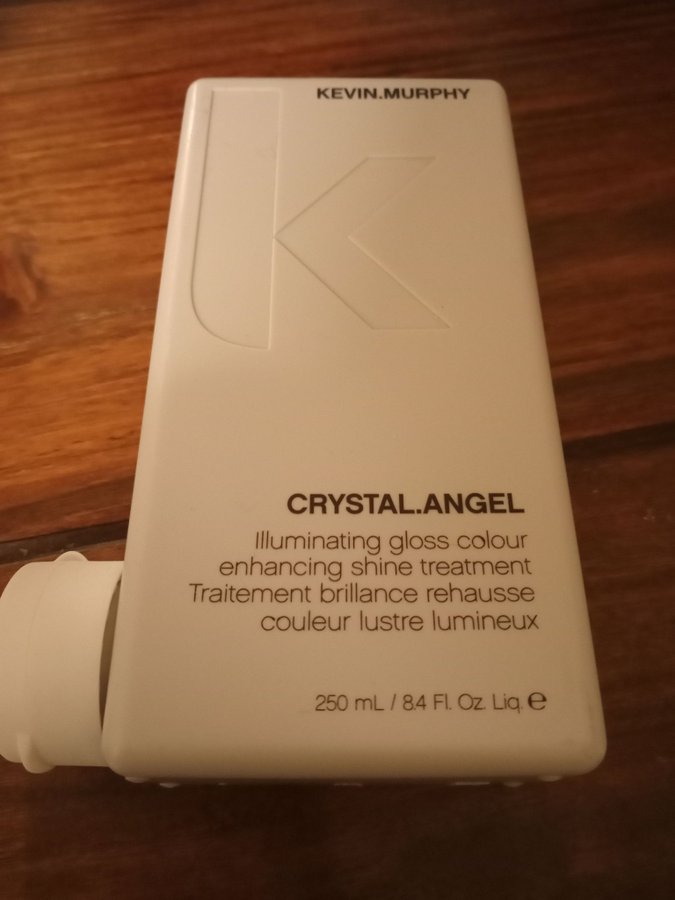 KEVIN.MURPHY
K
CRYSTAL.ANGEL
Illuminating gloss colour
enhancing shine treatment
Traitement brillance rehausse
couleur lustre lumineux
250 mL / 8.4 Fl. Oz. Liq. ℮